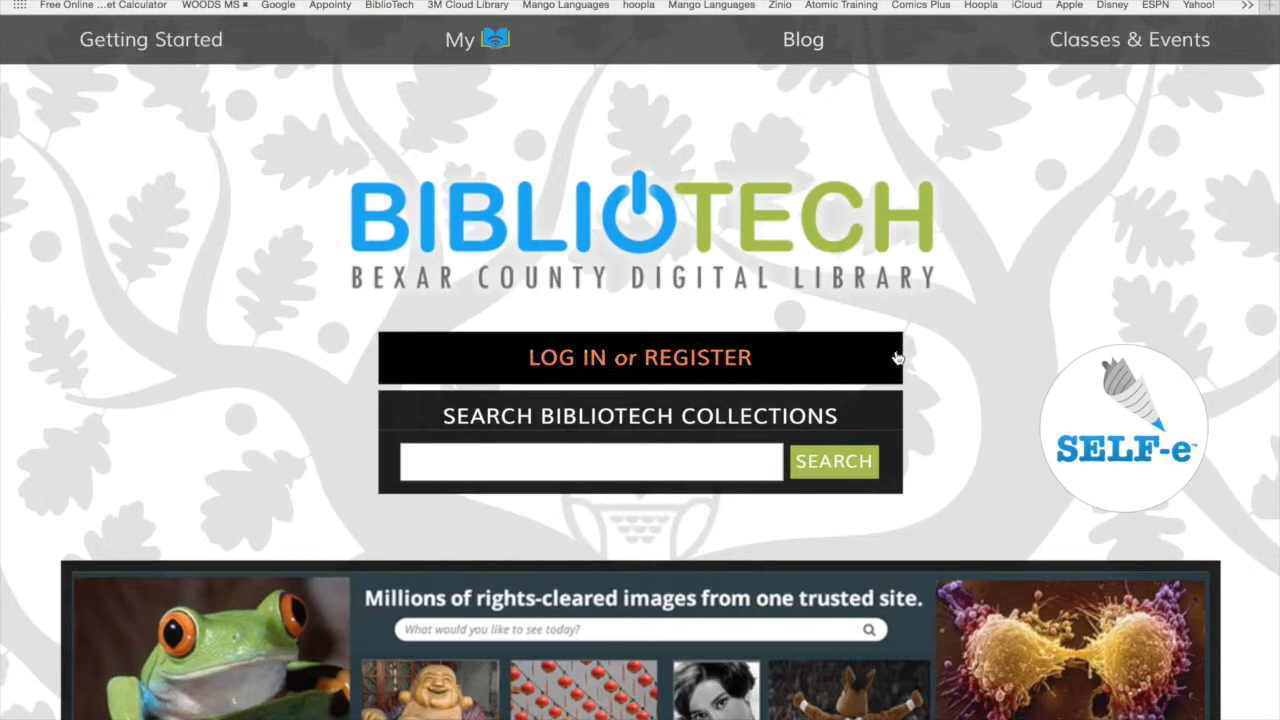 Free Online ...et Calculator WOODS MS Google Appointy BiblioTech 3M Cloud Library Mango Languages hoopla Mango Languages Zinio Atomic Training Comics Plus Hoopla iCloud Apple Disney ESPN Yahoo! >> +
Getting Started My Blog Classes & Events
BIBLIOTECH
BEXAR COUNTY DIGITAL LIBRARY
LOG IN or REGISTER
SEARCH BIBLIOTECH COLLECTIONS
SEARCH
SELF-e™
Millions of rights-cleared images from one trusted site.
What would you like to see today?